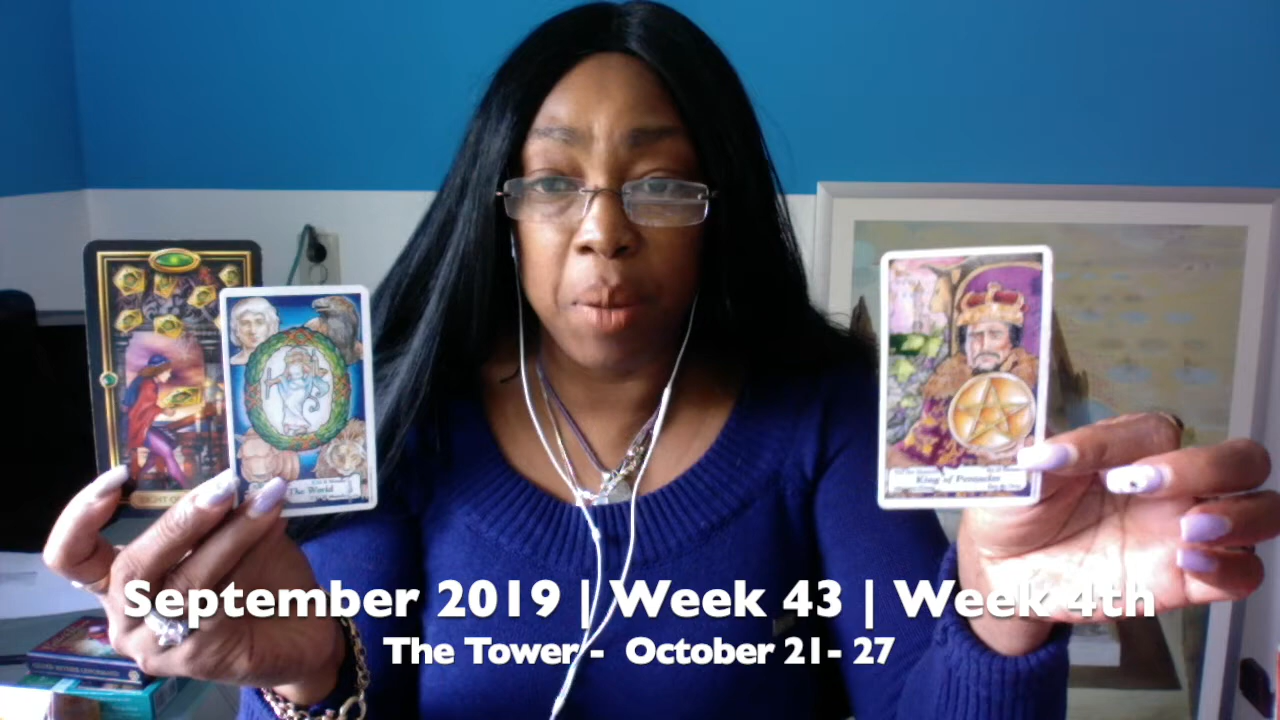 The World
King of Pentacles
September 2019 | Week 43 | Week 4th
The Tower - October 21- 27